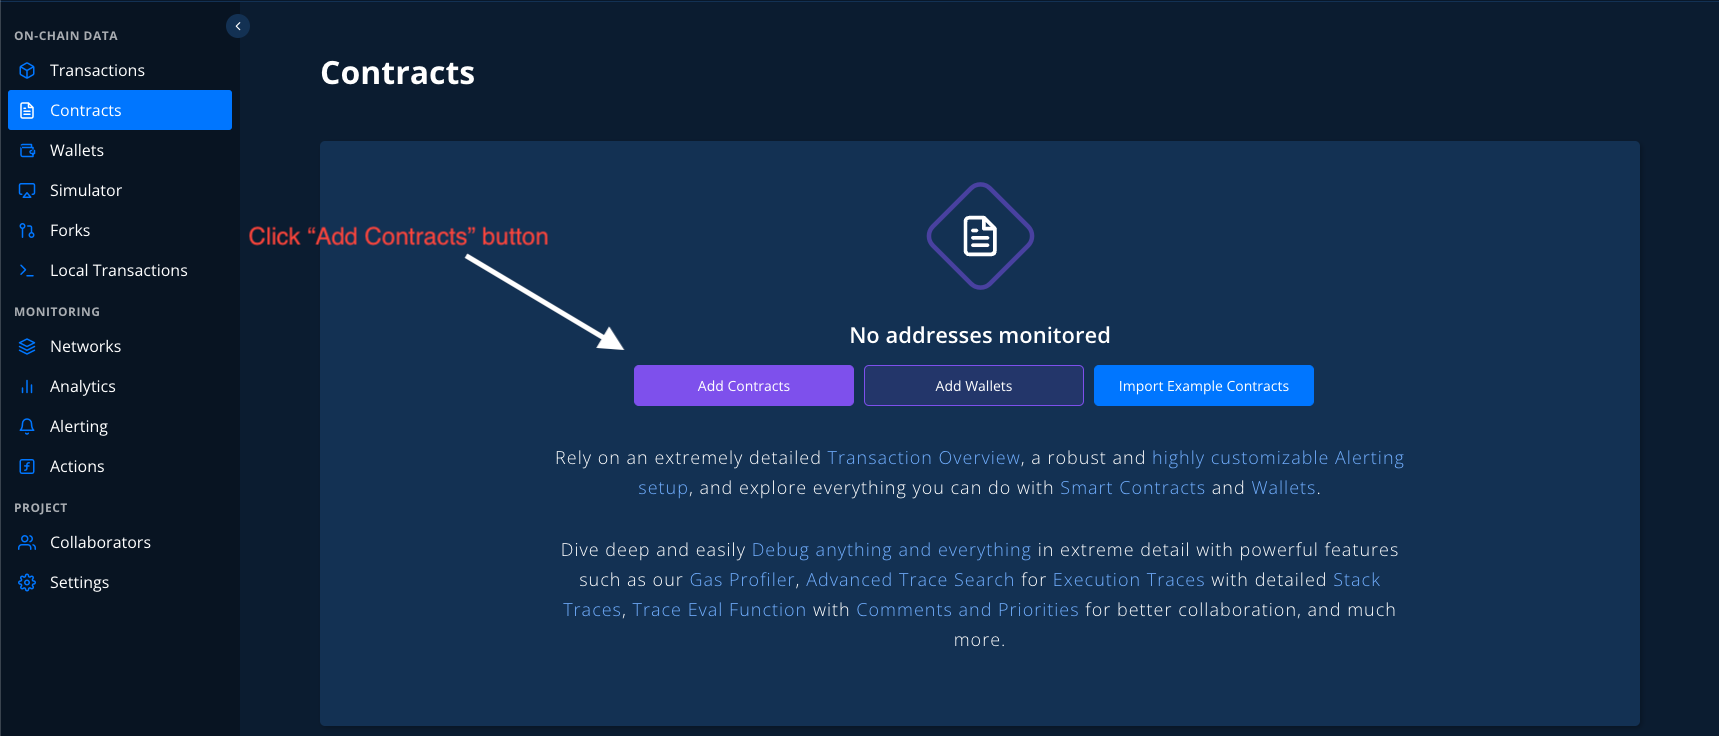 ON-CHAIN DATA
Transactions
Contracts
Wallets
Simulator
Forks
Local Transactions
MONITORING
Networks
Analytics
Alerting
Actions
PROJECT
Collaborators
Settings
Contracts
Click “Add Contracts” button
No addresses monitored
Add Contracts
Add Wallets
Import Example Contracts
Rely on an extremely detailed Transaction Overview, a robust and highly customizable Alerting
setup, and explore everything you can do with Smart Contracts and Wallets.
Dive deep and easily Debug anything and everything in extreme detail with powerful features
such as our Gas Profiler, Advanced Trace Search for Execution Traces with detailed Stack
Traces, Trace Eval Function with Comments and Priorities for better collaboration, and much
more.